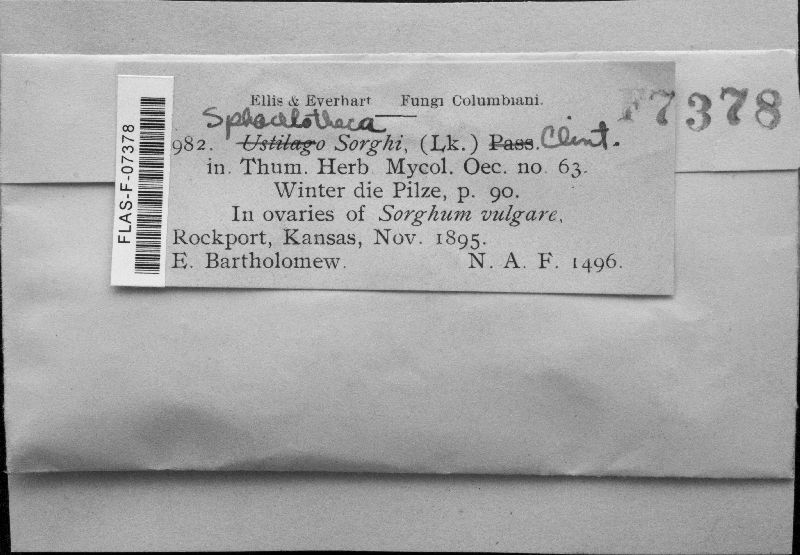 Ellis & Everhart Fungi Columbiani.
F7378
Sphacelotheca
982. Ustilago Sorghi, (Lk.) Pass. Clint.
in. Thum. Herb Mycol. Oec. no. 63.
Winter die Pilze, p. 90.
In ovaries of Sorghum vulgare,
Rockport, Kansas, Nov. 1895.
E. Bartholomew. N. A. F. 1496.
FLAS-F-07378